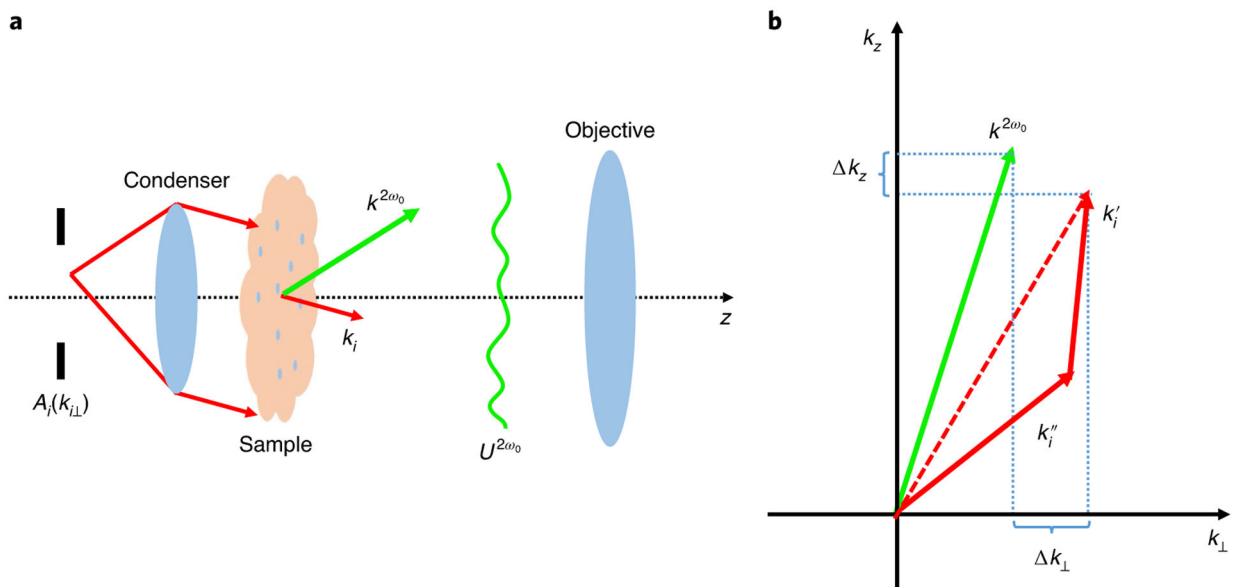 a
Condenser
A_i(k_{i⊥})
Sample
k^{2ω_0}
k_i
U^{2ω_0}
Objective
z
b
k_z
k^{2ω_0}
Δk_z
k_i′
k_i″
Δk_⊥
k_⊥